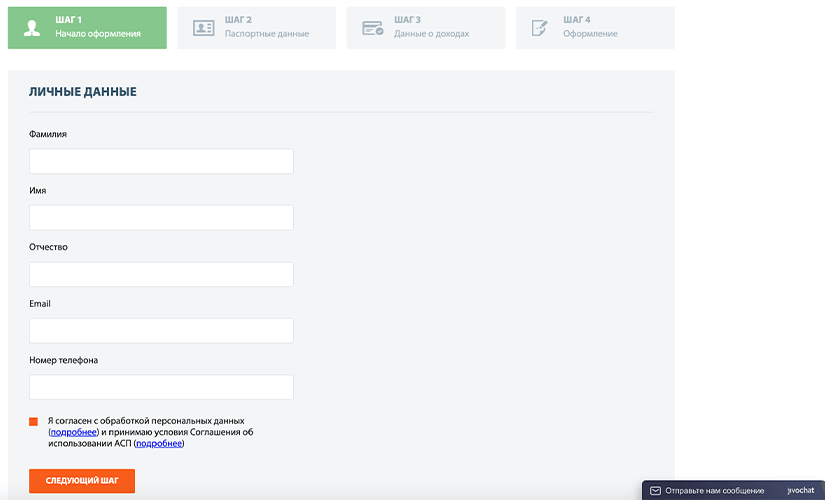 ШАГ 1
Начало оформления
ШАГ 2
Паспортные данные
ШАГ 3
Данные о доходах
ШАГ 4
Оформление
ЛИЧНЫЕ ДАННЫЕ
Фамилия
Имя
Отчество
Email
Номер телефона
Я согласен с обработкой персональных данных
(подробнее) и принимаю условия Соглашения об
использовании АСП (подробнее)
СЛЕДУЮЩИЙ ШАГ
Отправьте нам сообщение jivochat